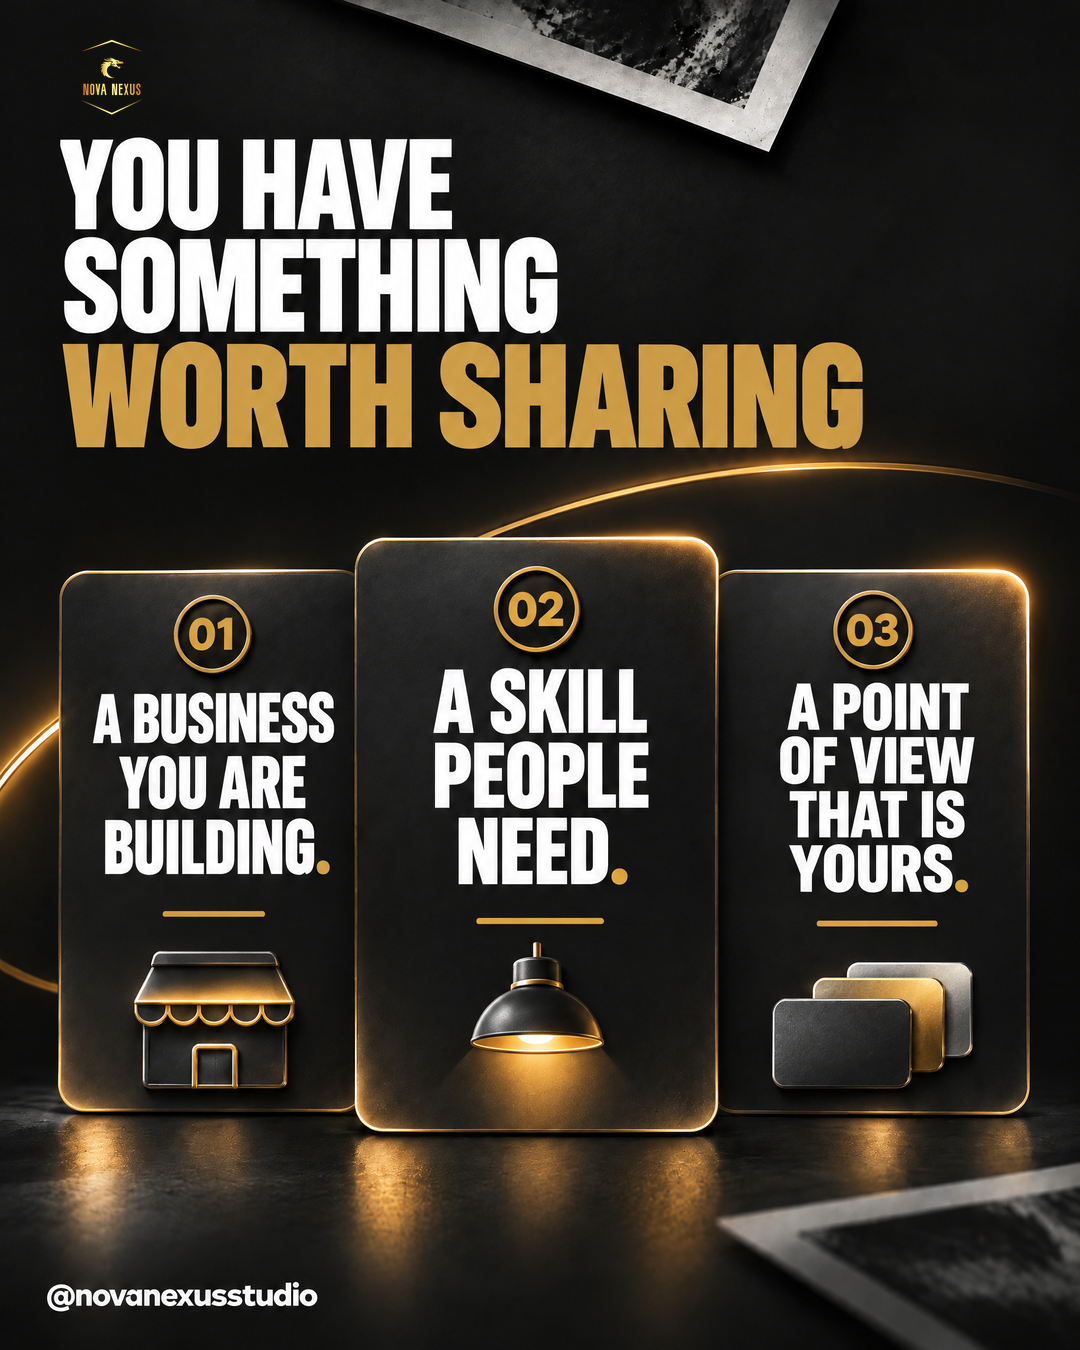 NOVA NEXUS
YOU HAVE
SOMETHING
WORTH SHARING
01
A BUSINESS
YOU ARE
BUILDING.
02
A SKILL
PEOPLE
NEED.
03
A POINT
OF VIEW
THAT IS
YOURS.
@novanexusstudio